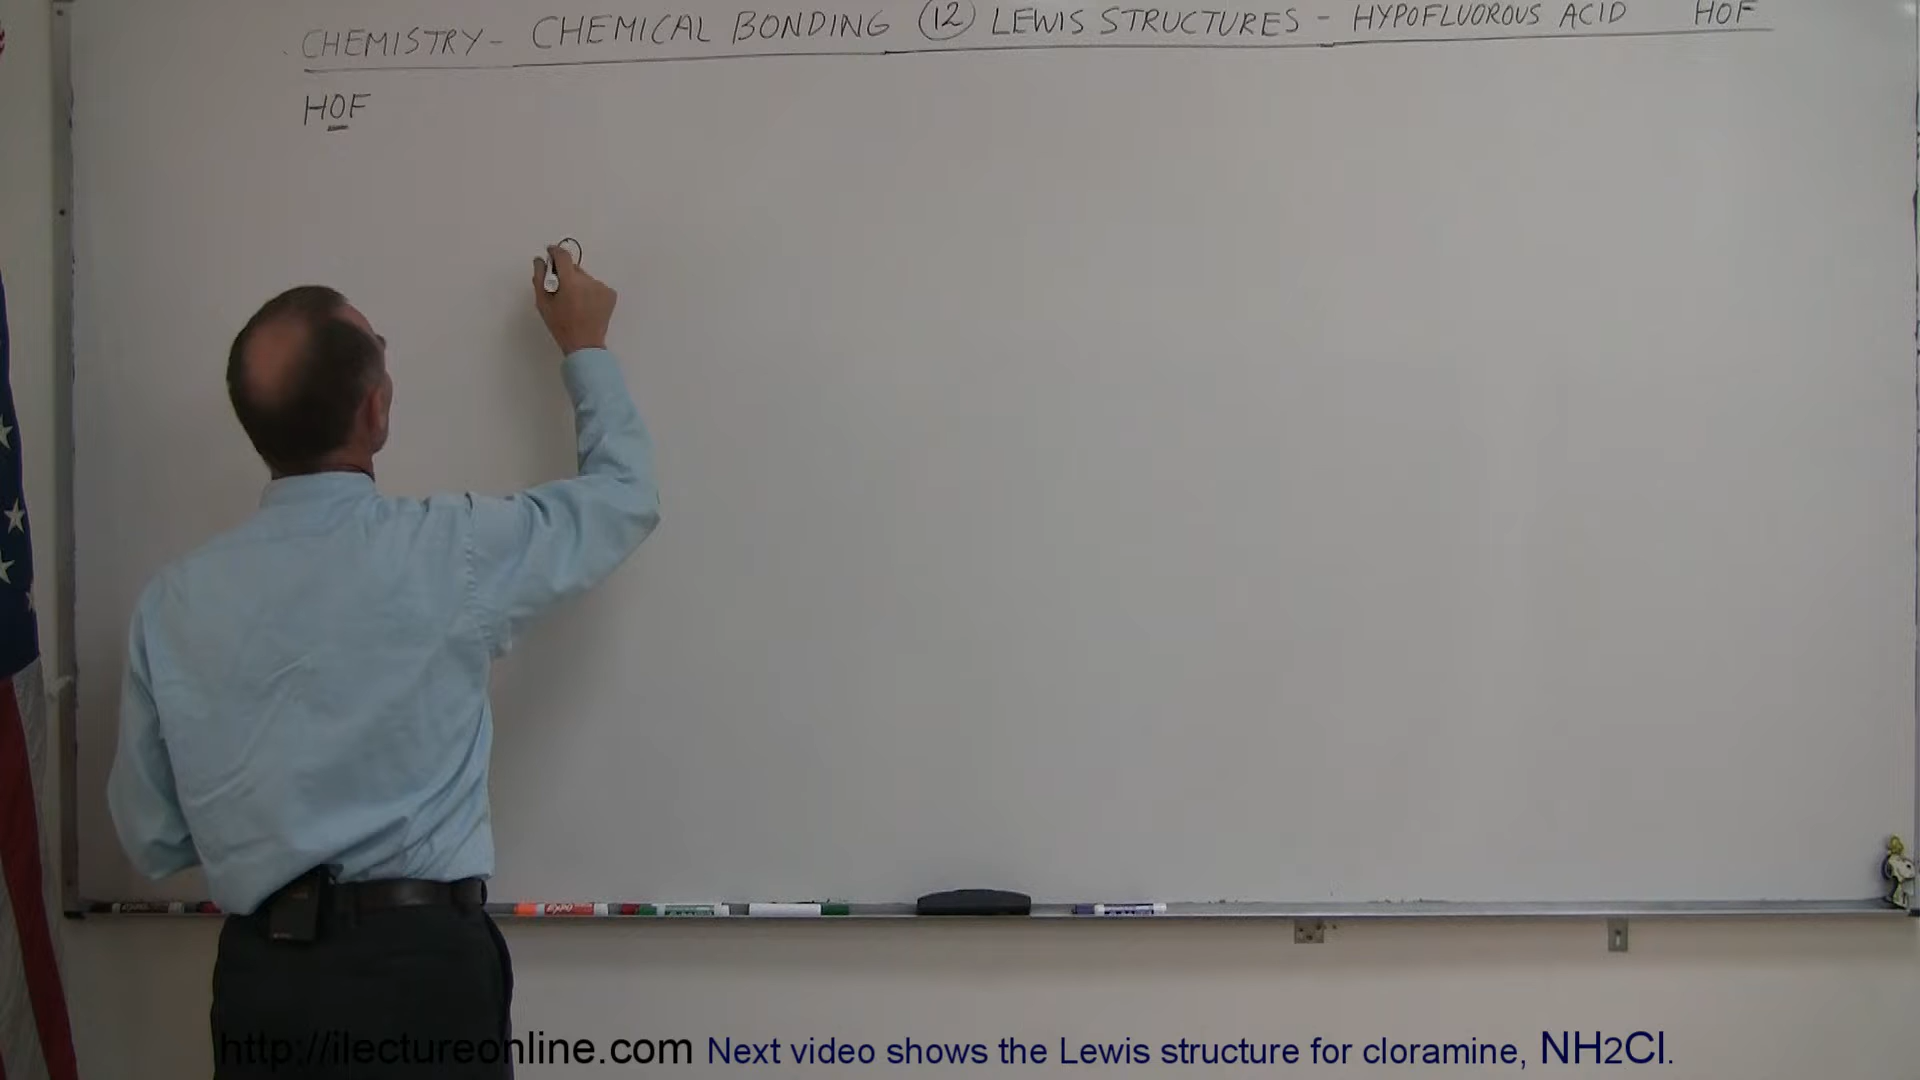 CHEMISTRY- CHEMICAL BONDING 12 LEWIS STRUCTURES - HYPOFLUOROUS ACID HOF
HOF
EXPO
http://ilectureonline.com Next video shows the Lewis structure for cloramine, NH2Cl.